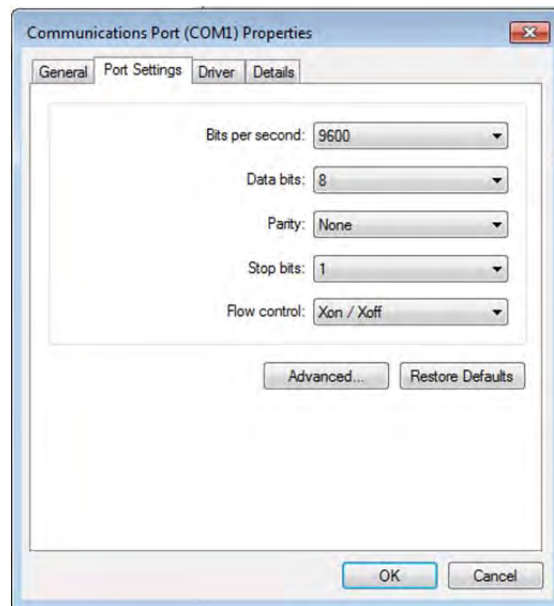 Communications Port (COM1) Properties
General Port Settings Driver Details
Bits per second: 9600
Data bits: 8
Parity: None
Stop bits: 1
Flow control: Xon / Xoff
Advanced... Restore Defaults
OK Cancel